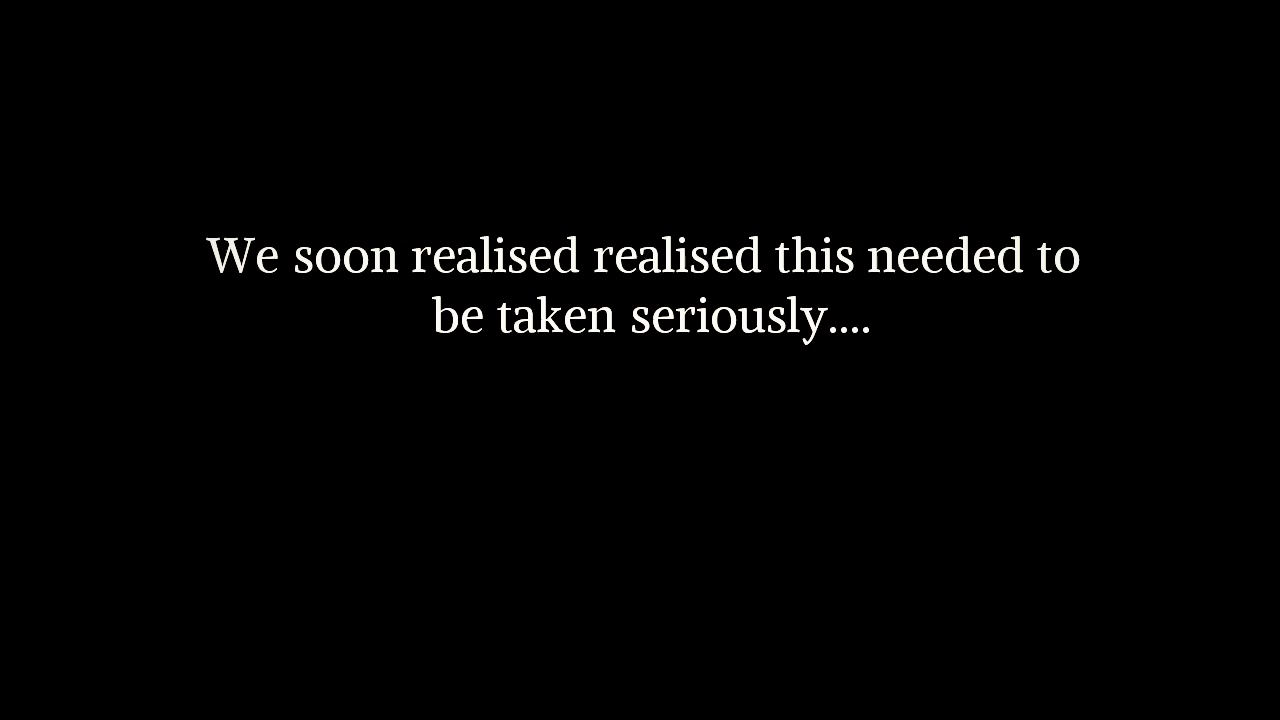 We soon realised realised this needed to
be taken seriously....